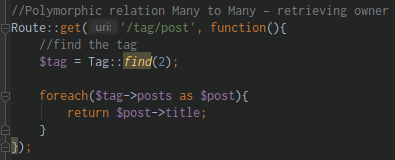 //Polymorphic relation Many to Many – retrieving owner
Route::get( uri: '/tag/post', function(){
//find the tag
$tag = Tag::find(2);
foreach($tag->posts as $post){
return $post->title;
}
});